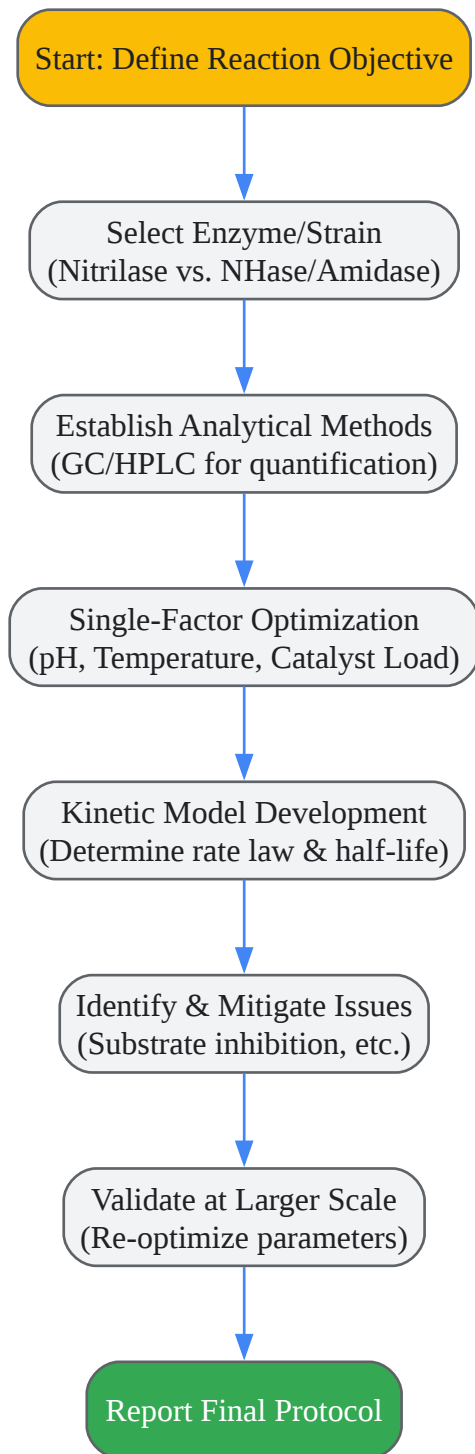 Start: Define Reaction Objective
Select Enzyme/Strain
(Nitrilase vs. NHase/Amidase)
Establish Analytical Methods
(GC/HPLC for quantification)
Single-Factor Optimization
(pH, Temperature, Catalyst Load)
Kinetic Model Development
(Determine rate law & half-life)
Identify & Mitigate Issues
(Substrate inhibition, etc.)
Validate at Larger Scale
(Re-optimize parameters)
Report Final Protocol